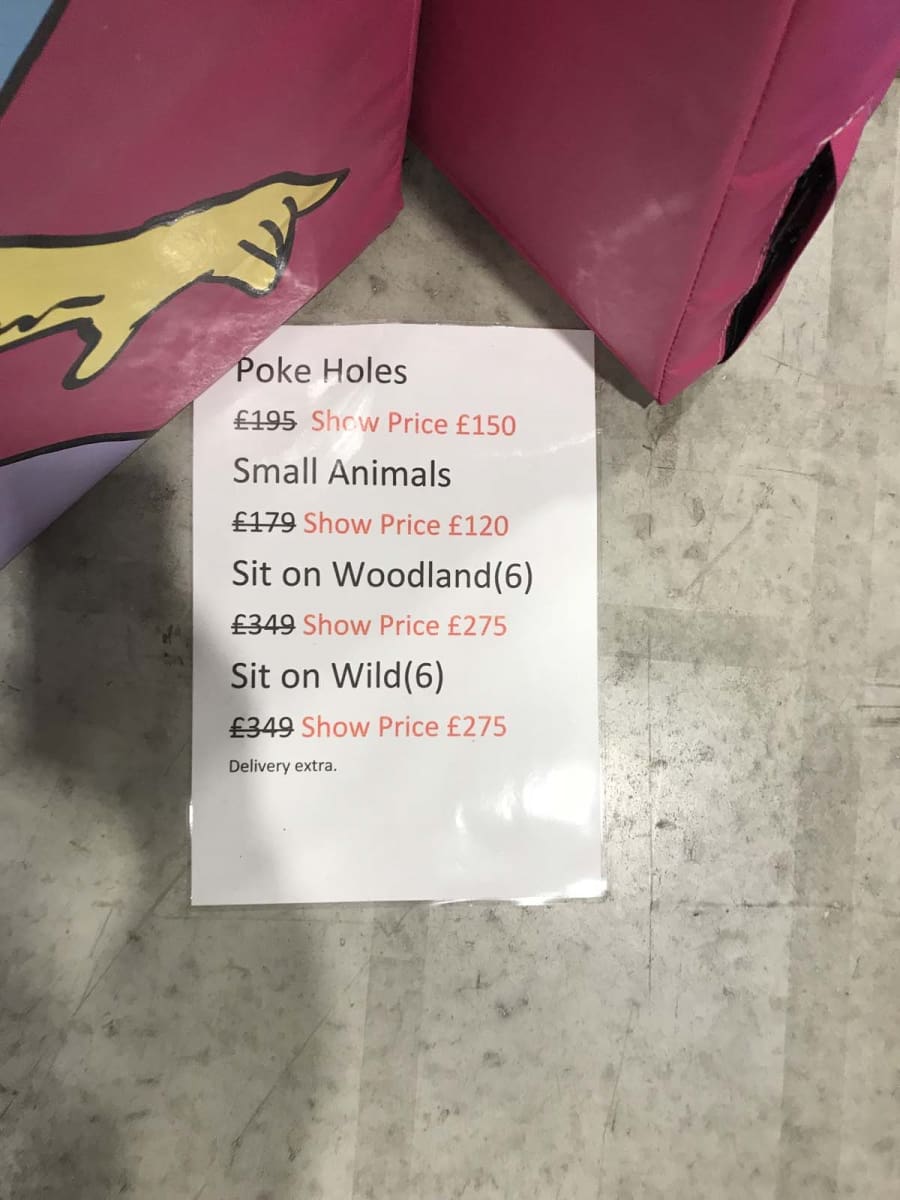 Poke Holes
£195 Show Price £150
Small Animals
£179 Show Price £120
Sit on Woodland(6)
£349 Show Price £275
Sit on Wild(6)
£349 Show Price £275
Delivery extra.